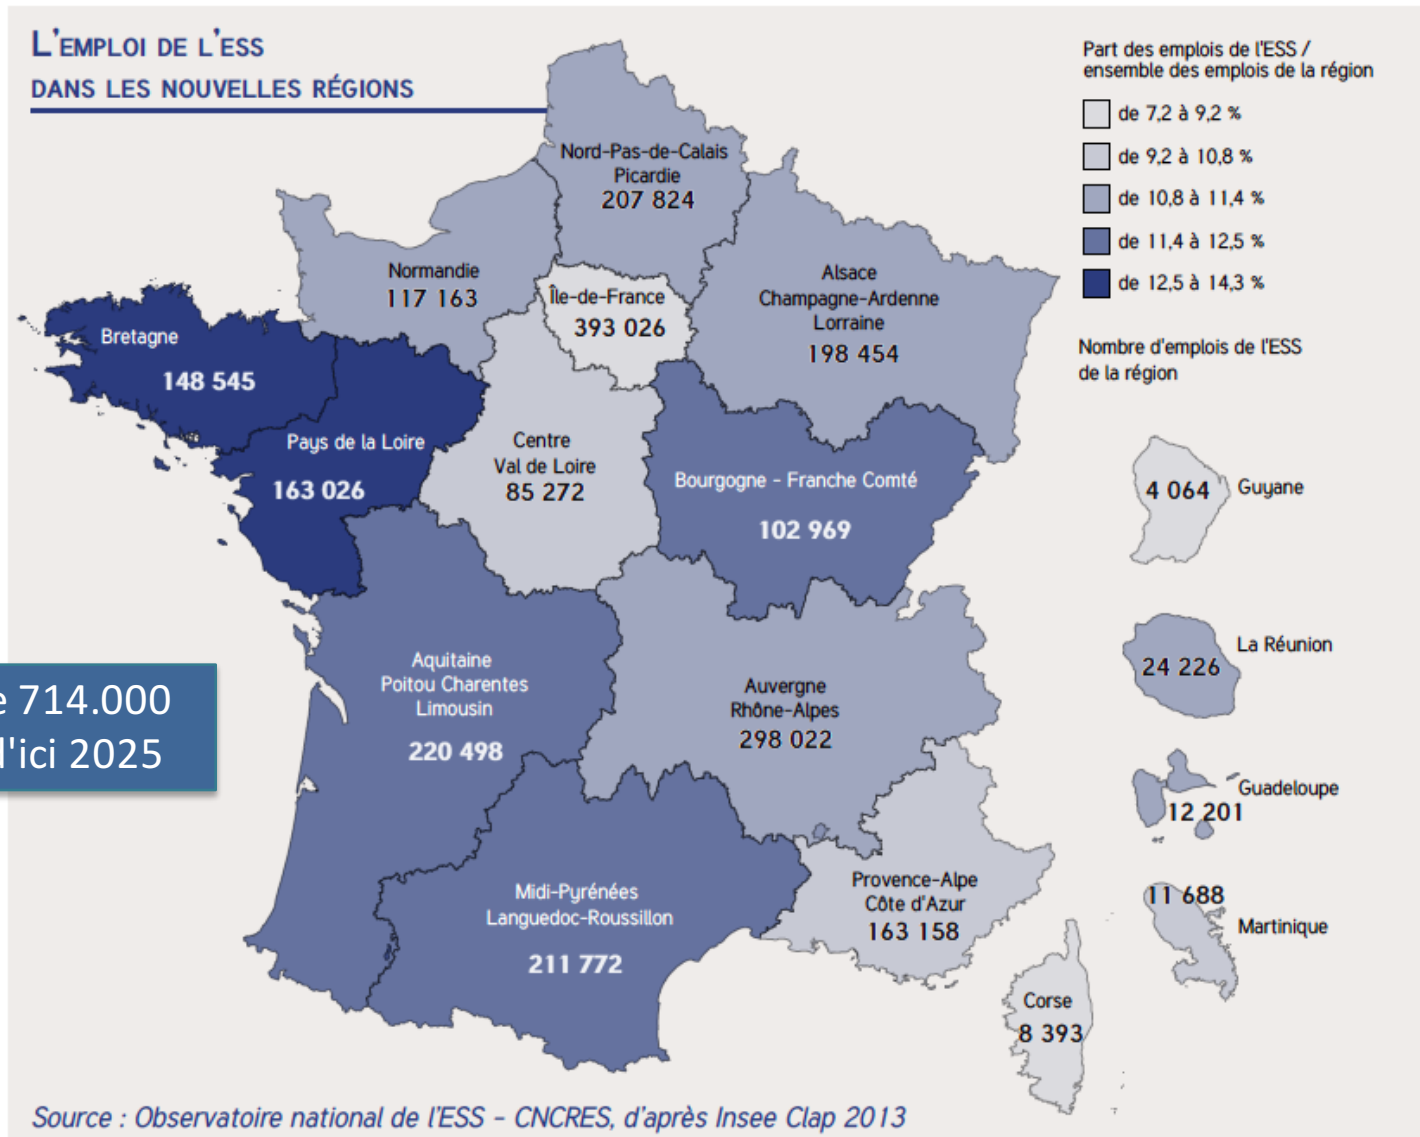 L'EMPLOI DE L'ESS
DANS LES NOUVELLES RÉGIONS
Part des emplois de l'ESS /
ensemble des emplois de la région
de 7,2 à 9,2 %
de 9,2 à 10,8 %
de 10,8 à 11,4 %
de 11,4 à 12,5 %
de 12,5 à 14,3 %
Nombre d'emplois de l'ESS
de la région
Nord-Pas-de-Calais
Picardie
207 824
Normandie
117 163
Île-de-France
393 026
Alsace
Champagne-Ardenne
Lorraine
198 454
Bretagne
148 545
Pays de la Loire
163 026
Centre
Val de Loire
85 272
Bourgogne - Franche Comté
102 969
4 064 Guyane
La Réunion
24 226
e 714.000
d'ici 2025
Aquitaine
Poitou Charentes
Limousin
220 498
Auvergne
Rhône-Alpes
298 022
Guadeloupe
12 201
Midi-Pyrénées
Languedoc-Roussillon
211 772
Provence-Alpe
Côte d'Azur
163 158
11 688
Martinique
Corse
8 393
Source : Observatoire national de l'ESS - CNCRES, d'après Insee Clap 2013